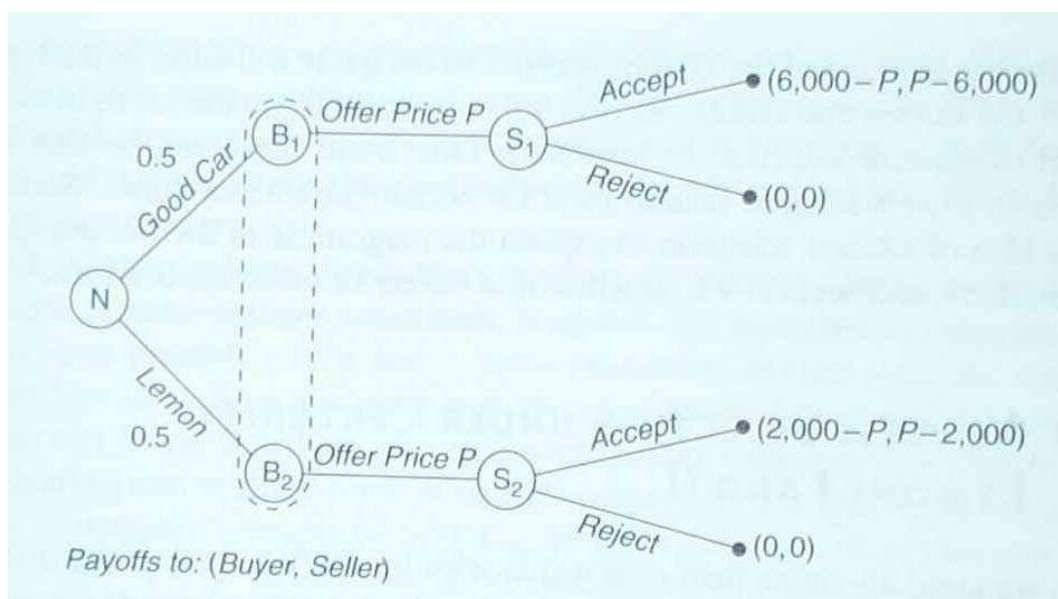 Accept
(6,000 – P, P – 6,000)
Offer Price P
B₁
S₁
0.5
Good Car
Reject
(0,0)
N
Lemon
0.5
Accept
(2,000 – P, P – 2,000)
Offer Price P
B₂
S₂
Reject
(0,0)
Payoffs to: (Buyer, Seller)